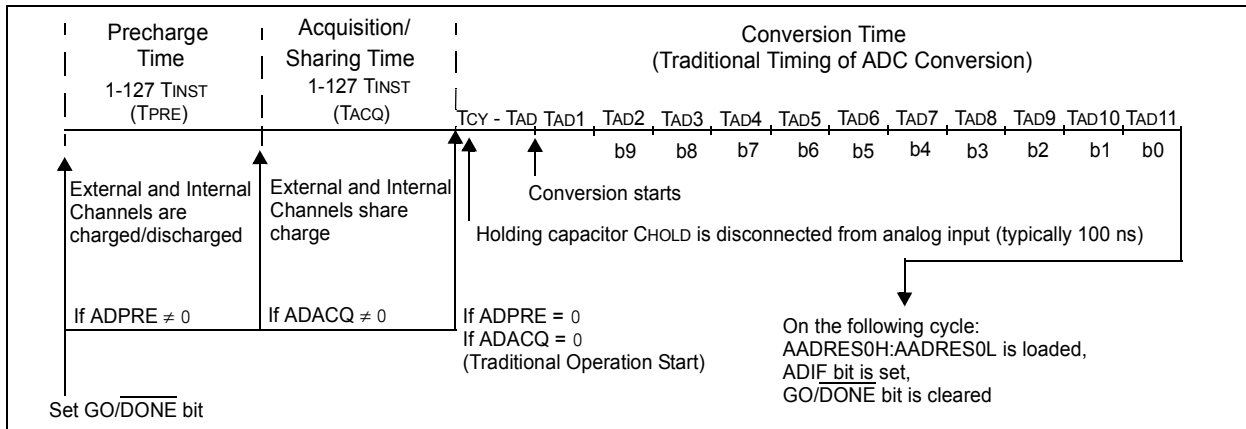 Precharge
Time
1-127 TINST
(TPRE)
Acquisition/
Sharing Time
1-127 TINST
(TACQ)
Conversion Time
(Traditional Timing of ADC Conversion)
TCY - TAD TAD1 TAD2 TAD3 TAD4 TAD5 TAD6 TAD7 TAD8 TAD9 TAD10 TAD11
b9 b8 b7 b6 b5 b4 b3 b2 b1 b0
External and Internal
Channels are
charged/discharged
External and Internal
Channels share
charge
Conversion starts
Holding capacitor CHOLD is disconnected from analog input (typically 100 ns)
If ADPRE ≠ 0
If ADACQ ≠ 0
If ADPRE = 0
If ADACQ = 0
(Traditional Operation Start)
On the following cycle:
AADRES0H:AADRES0L is loaded,
ADIF bit is set,
GO/DONE bit is cleared
Set GO/DONE bit